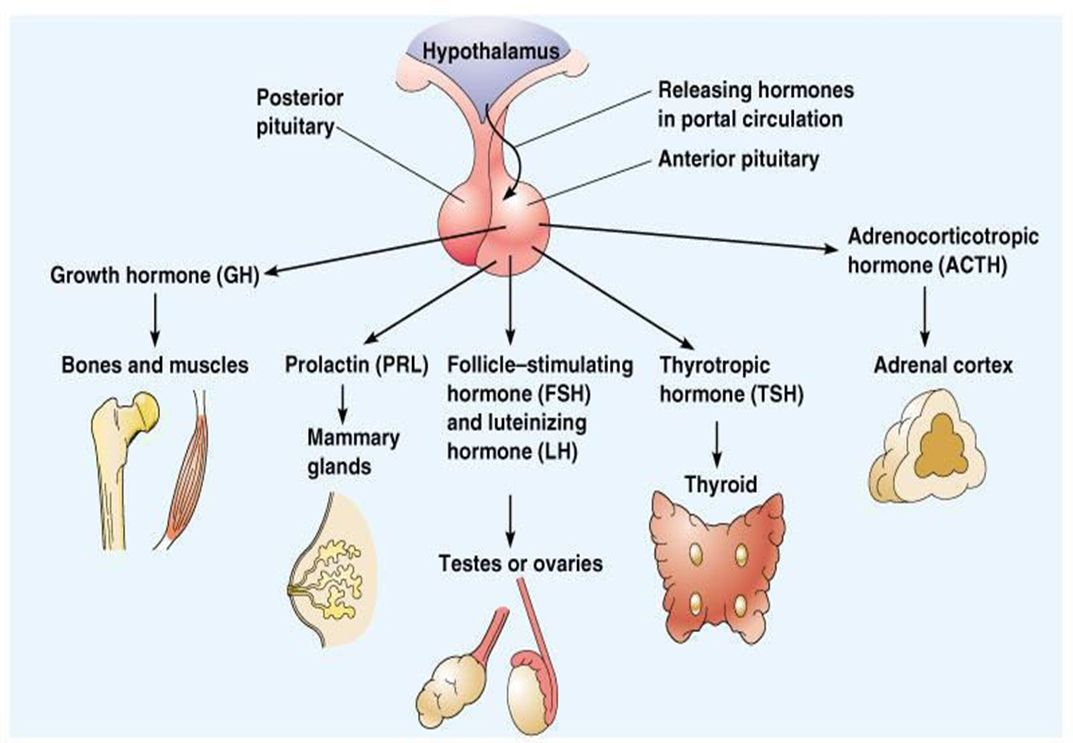 Hypothalamus
Posterior
pituitary
Releasing hormones
in portal circulation
Anterior pituitary
Adrenocorticotropic
hormone (ACTH)
Growth hormone (GH)
Bones and muscles
Prolactin (PRL)
Mammary
glands
Follicle–stimulating
hormone (FSH)
and luteinizing
hormone (LH)
Testes or ovaries
Thyrotropic
hormone (TSH)
Thyroid
Adrenal cortex